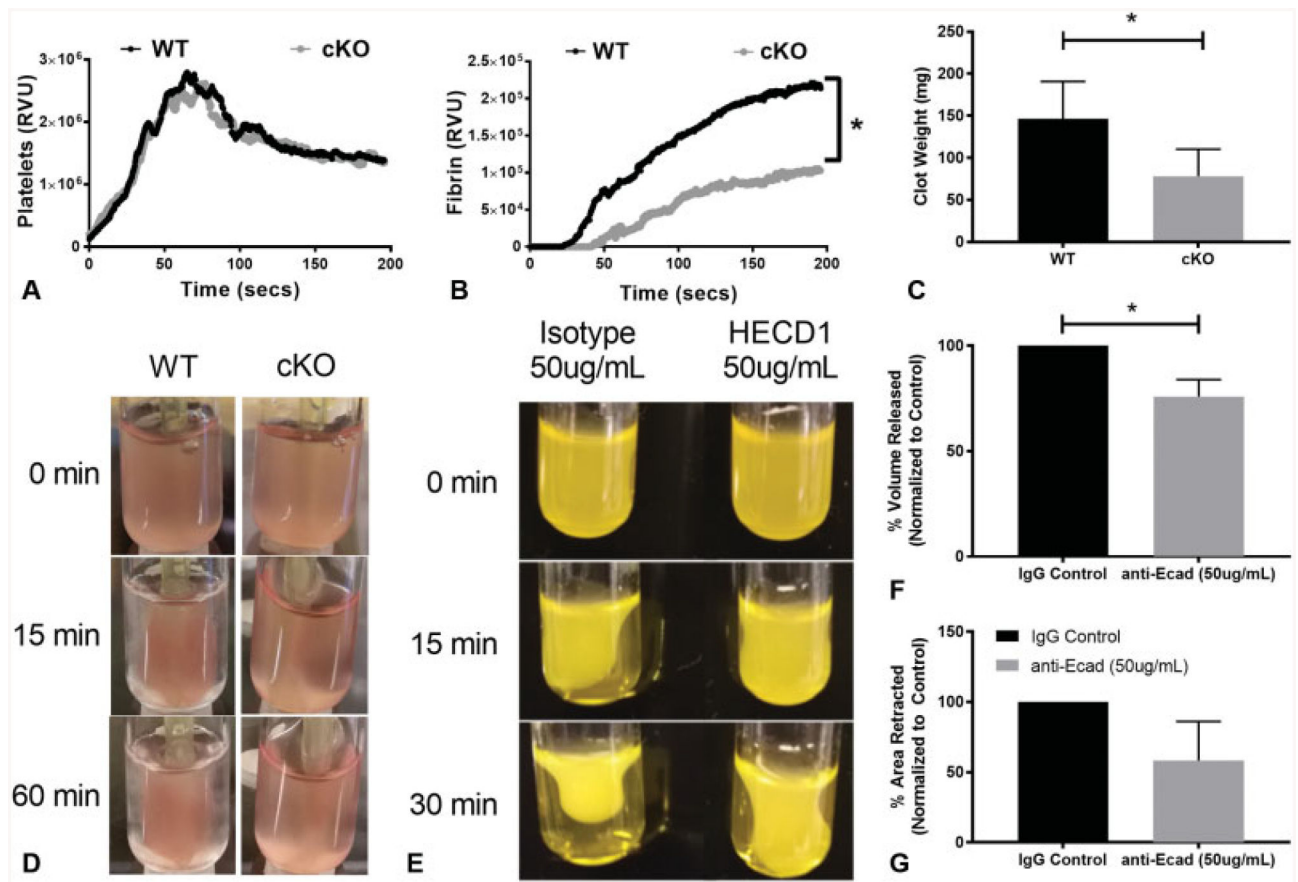 WT
cKO
Platelets (RVU)
3×10⁶
2×10⁶
1×10⁶
0
0 50 100 150 200
Time (secs)
A
WT
cKO
Fibrin (RVU)
2.5×10⁵
2.0×10⁵
1.5×10⁵
1.0×10⁵
5×10⁴
0
0 50 100 150 200
Time (secs)
B
*
*
Clot Weight (mg)
250
200
150
100
50
0
WT cKO
C
WT cKO
0 min
15 min
60 min
D
Isotype
50ug/mL
HECD1
50ug/mL
0 min
15 min
30 min
E
*
% Volume Released
(Normalized to Control)
100
50
0
IgG Control anti-Ecad (50ug/mL)
F
% Area Retracted
(Normalized to Control)
150
100
50
0
IgG Control
anti-Ecad (50ug/mL)
IgG Control anti-Ecad (50ug/mL)
G